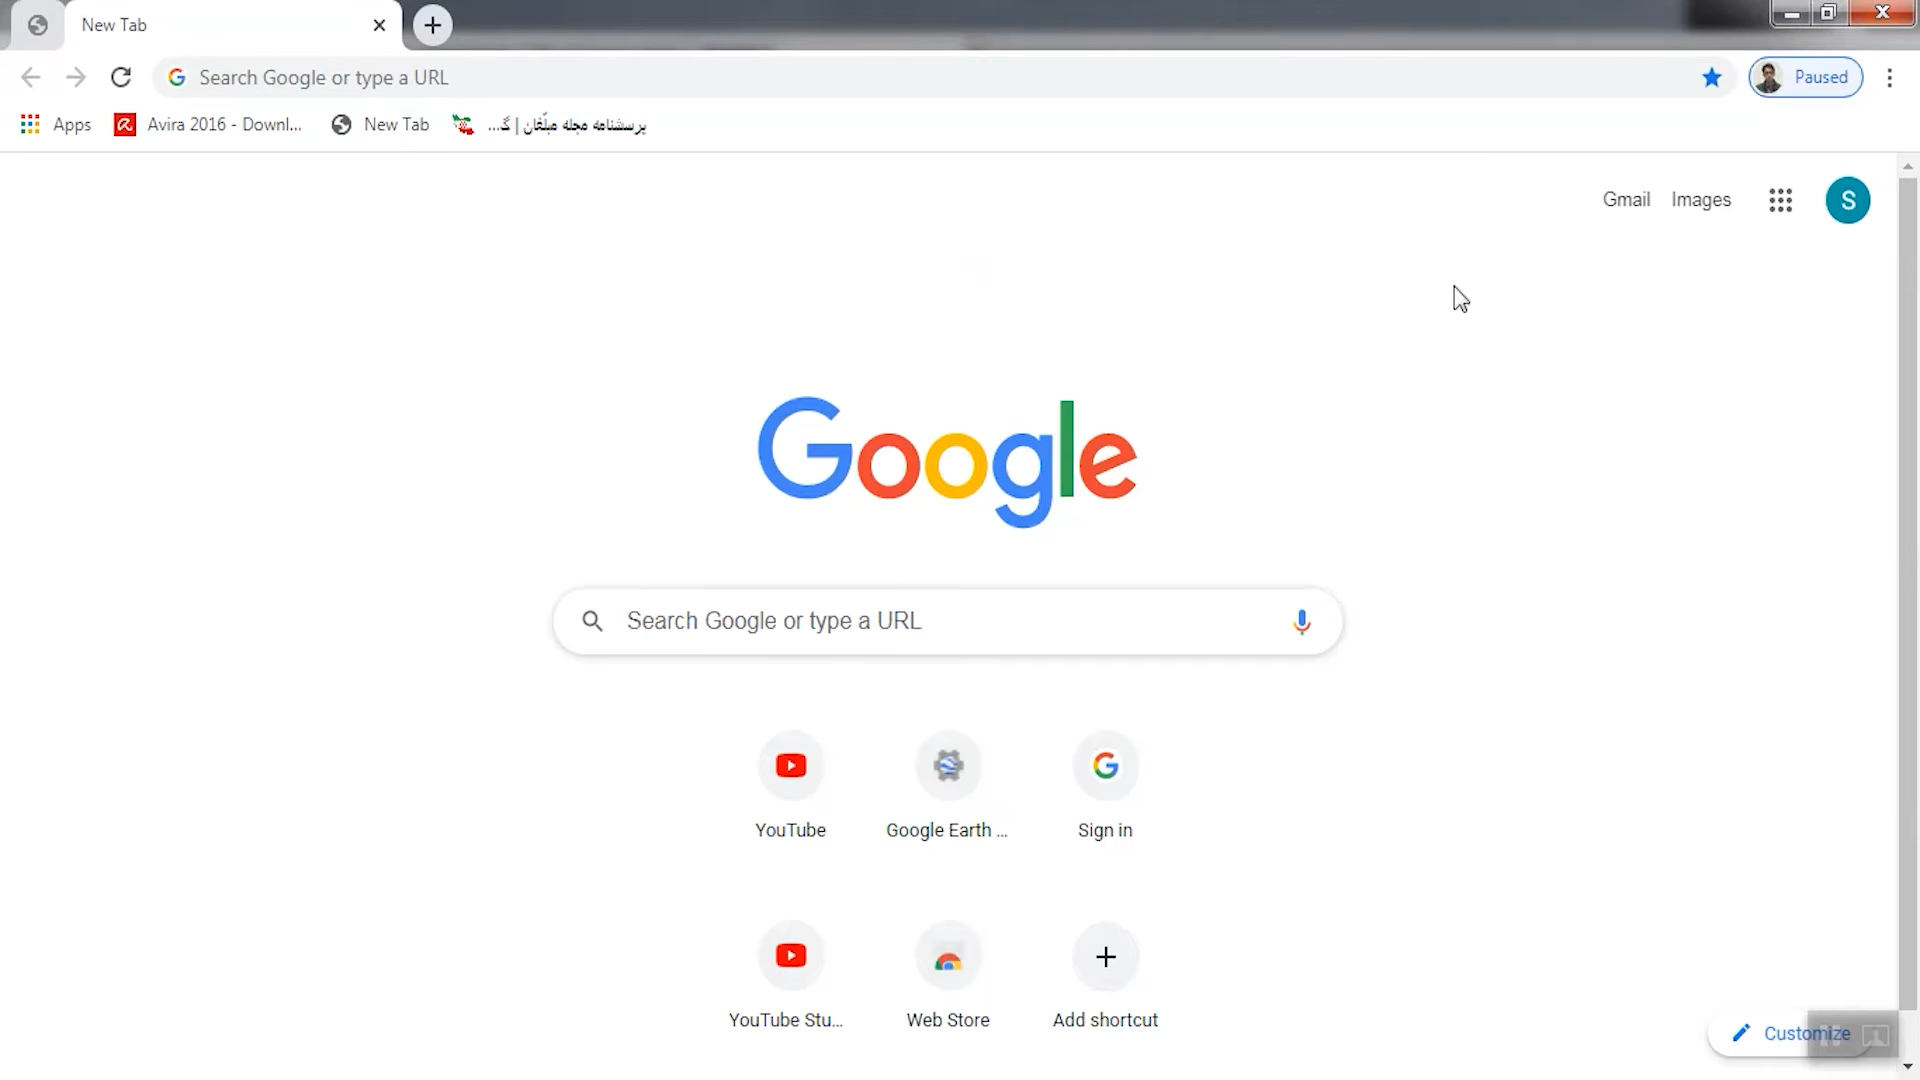 New Tab
Search Google or type a URL
Paused
Apps
Avira 2016 - Downl...
New Tab
پرسشنامه مجله مبلّغان | گ...
Gmail
Images
S
Google
Search Google or type a URL
YouTube
Google Earth ...
Sign in
YouTube Stu...
Web Store
Add shortcut
Customize